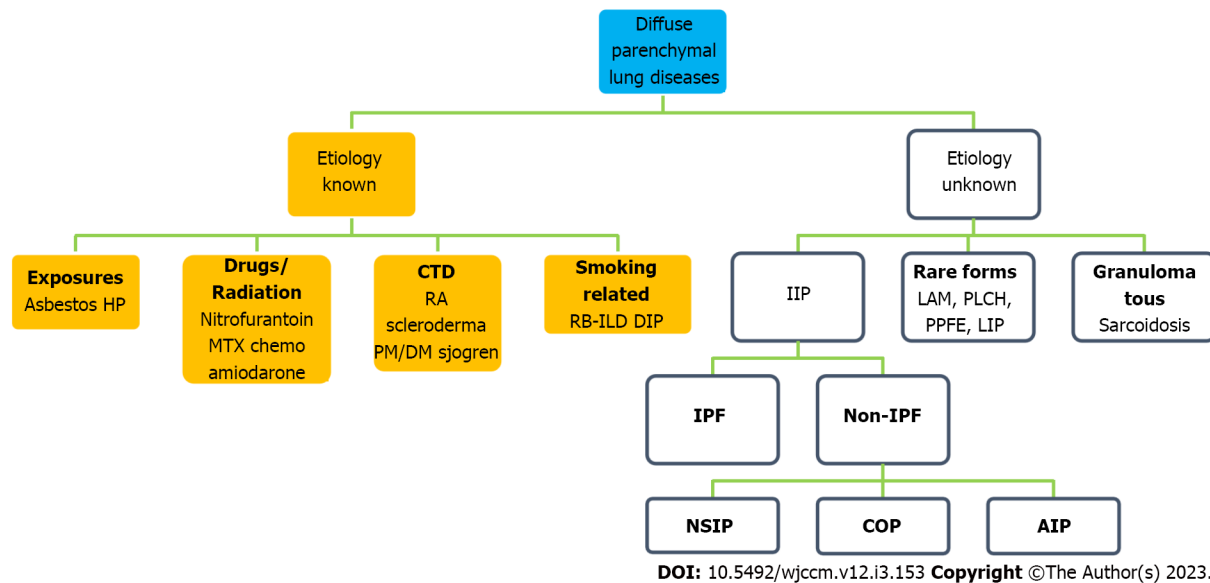 Diffuse
parenchymal
lung diseases
Etiology
known
Etiology
unknown
Exposures
Asbestos HP
Drugs/
Radiation
Nitrofurantoin
MTX chemo
amiodarone
CTD
RA
scleroderma
PM/DM sjogren
Smoking
related
RB-ILD DIP
IIP
Rare forms
LAM, PLCH,
PPFE, LIP
Granuloma
tous
Sarcoidosis
IPF
Non-IPF
NSIP
COP
AIP
DOI: 10.5492/wjccm.v12.i3.153 Copyright ©The Author(s) 2023.